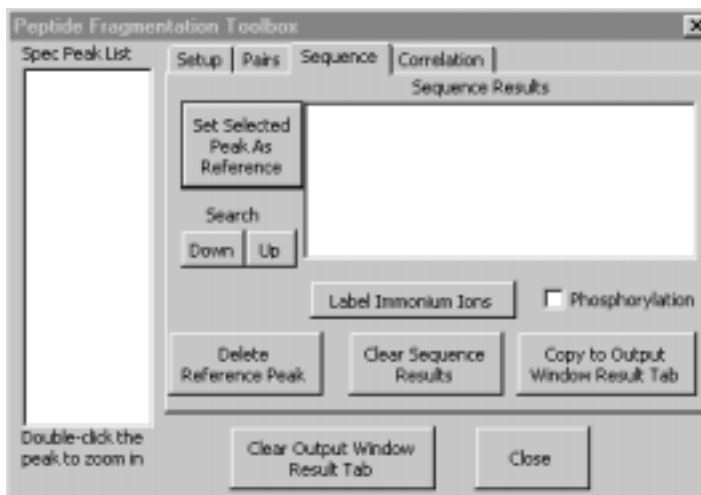 Peptide Fragmentation Toolbox
Spec Peak List
Setup Pairs Sequence Correlation
Sequence Results
Set Selected
Peak As
Reference
Search
Down Up
Label Immonium Ions
Phosphorylation
Delete
Reference Peak
Clear Sequence
Results
Copy to Output
Window Result Tab
Double-click the
peak to zoom in
Clear Output Window
Result Tab
Close